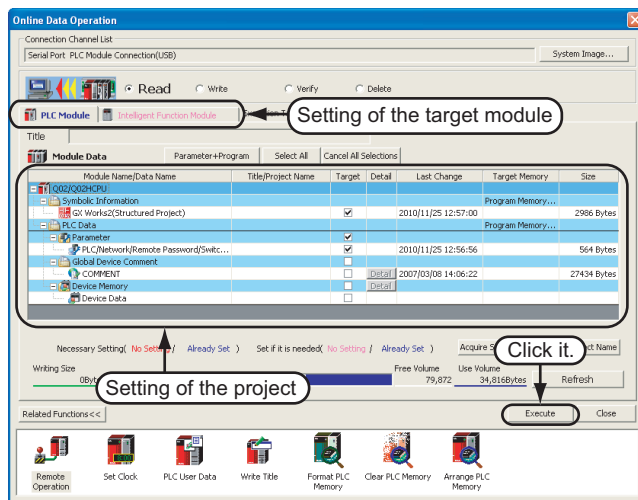 Online Data Operation
Connection Channel List
Serial Port PLC Module Connection(USB)
System Image...
Read Write Verify Delete
PLC Module Intelligent Function Module
Setting of the target module
Title
Module Data Parameter+Program Select All Cancel All Selections
Module Name/Data Name Title/Project Name Target Detail Last Change Target Memory Size
Q02/Q02HCPU
Symbolic Information Program Memory...
GX Works2(Structured Project) 2010/11/25 12:57:00 2986 Bytes
PLC Data Program Memory...
Parameter
PLC/Network/Remote Password/Switc... 2010/11/25 12:56:56 564 Bytes
Global Device Comment
COMMENT Detail 2007/03/08 14:06:22 27434 Bytes
Device Memory Detail
Device Data
Necessary Setting( No Setting / Already Set ) Set if it is needed( No Setting / Already Set )
Click it.
Writing Size Free Volume Use Volume
79,872 34,816Bytes Refresh
Setting of the project
Related Functions<< Execute Close
Remote Operation
Set Clock
PLC User Data
Write Title
Format PLC Memory
Clear PLC Memory
Arrange PLC Memory